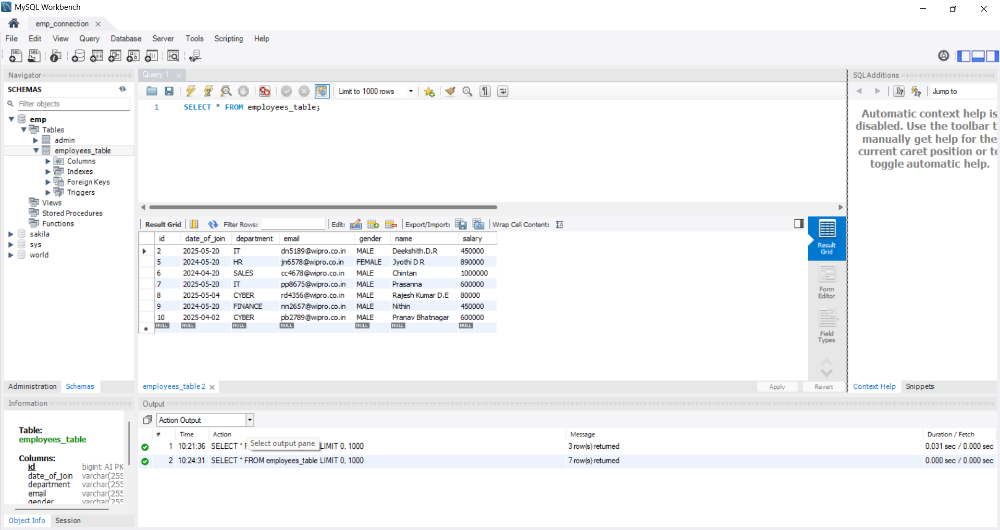 MySQL Workbench
emp_connection
File Edit View Query Database Server Tools Scripting Help
Navigator
SCHEMAS
Filter objects
emp
Tables
admin
employees_table
Columns
Indexes
Foreign Keys
Triggers
Views
Stored Procedures
Functions
sakila
sys
world
Administration Schemas
Information
Table:
employees_table
Columns:
id bigint AI PK
date_of_join varchar(255
department varchar(255
email varchar(255
gender varchar(255
Object Info Session
Query 1
Limit to 1000 rows
1 SELECT * FROM employees_table;
Result Grid Filter Rows: Edit: Export/Import: Wrap Cell Content:
id date_of_join department email gender name salary
2 2025-05-20 IT dn5189@wipro.co.in MALE Deekshith.D.R 450000
5 2024-05-20 HR jn6578@wipro.co.in FEMALE Jyothi D R 890000
6 2024-04-20 SALES cc4678@wipro.co.in MALE Chintan 1000000
7 2025-05-20 IT pp8675@wipro.co.in MALE Prasanna 600000
8 2025-05-04 CYBER rd4356@wipro.co.in MALE Rajesh Kumar D.E 80000
9 2024-05-20 FINANCE nn2657@wipro.co.in MALE Nithin 450000
10 2025-04-02 CYBER pb2789@wipro.co.in MALE Pranav Bhatnagar 600000
NULL NULL NULL NULL NULL NULL NULL
Result
Grid
Form
Editor
Field
Types
employees_table 2
Apply Revert
SQLAdditions
Jump to
Automatic context help is
disabled. Use the toolbar t
manually get help for the
current caret position or to
toggle automatic help.
Context Help Snippets
Output
Action Output
# Time Action Message Duration / Fetch
1 10:21:36 SELECT * F LIMIT 0, 1000 3 row(s) returned 0.031 sec / 0.000 sec
Select output pane
2 10:24:31 SELECT * FROM employees_table LIMIT 0, 1000 7 row(s) returned 0.000 sec / 0.000 sec